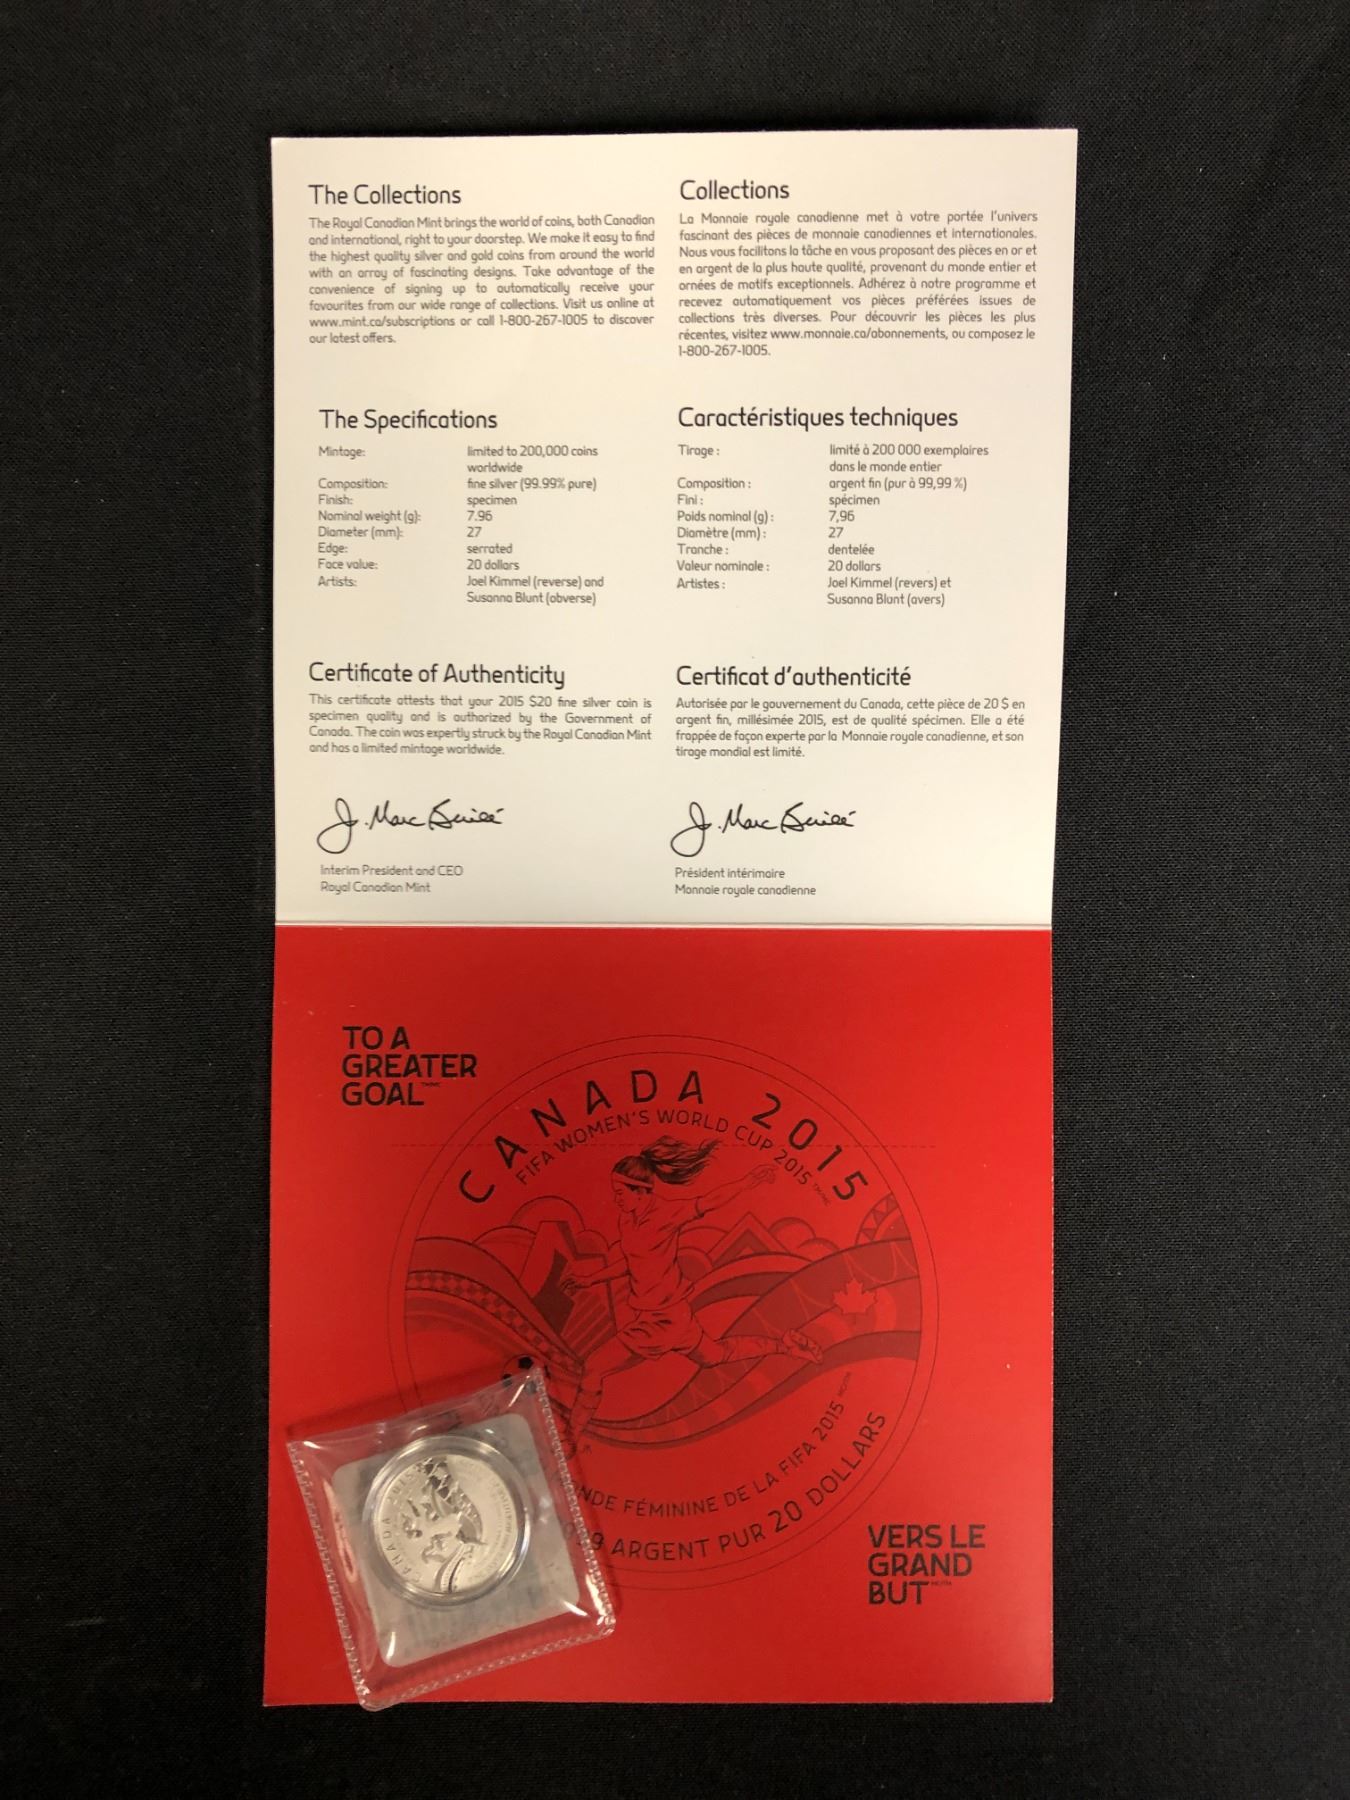 The Collections
The Royal Canadian Mint brings the world of coins, both Canadian
and international, right to your doorstep. We make it easy to find
the highest quality silver and gold coins from around the world
with an array of fascinating designs. Take advantage of the
convenience of signing up to automatically receive your
favourites from our wide range of collections. Visit us online at
www.mint.ca/subscriptions or call 1-800-267-1005 to discover
our latest offers.
Collections
La Monnaie royale canadienne met à votre portée l'univers
fascinant des pièces de monnaie canadiennes et internationales.
Nous vous facilitons la tâche en vous proposant des pièces en or et
en argent de la plus haute qualité, provenant du monde entier et
ornées de motifs exceptionnels. Adhérez à notre programme et
recevez automatiquement vos pièces préférées issues de
collections très diverses. Pour découvrir les pièces les plus
récentes, visitez www.monnaie.ca/abonnements, ou composez le
1-800-267-1005.
The Specifications
Mintage: limited to 200,000 coins
worldwide
Composition: fine silver (99.99% pure)
Finish: specimen
Nominal weight (g): 7.96
Diameter (mm): 27
Edge: serrated
Face value: 20 dollars
Artists: Joel Kimmel (reverse) and
Susanna Blunt (obverse)
Caractéristiques techniques
Tirage : limité à 200 000 exemplaires
dans le monde entier
Composition : argent fin (pur à 99,99 %)
Fini : spécimen
Poids nominal (g) : 7,96
Diamètre (mm) : 27
Tranche : dentelée
Valeur nominale : 20 dollars
Artistes : Joel Kimmel (revers) et
Susanna Blunt (avers)
Certificate of Authenticity
This certificate attests that your 2015 $20 fine silver coin is
specimen quality and is authorized by the Government of
Canada. The coin was expertly struck by the Royal Canadian Mint
and has a limited mintage worldwide.
Certificat d'authenticité
Autorisée par le gouvernement du Canada, cette pièce de 20 $ en
argent fin, millésimée 2015, est de qualité spécimen. Elle a été
frappée de façon experte par la Monnaie royale canadienne, et son
tirage mondial est limité.
J. Marc
Interim President and CEO
Royal Canadian Mint
J. Marc
Président intérimaire
Monnaie royale canadienne
TO A
GREATER
GOAL
CANADA 2015
FIFA WOMEN'S WORLD CUP 2015
NDE FÉMININE DE LA FIFA 2015
ARGENT PUR 20 DOLLARS
VERS LE
GRAND
BUT
CANADA 2015